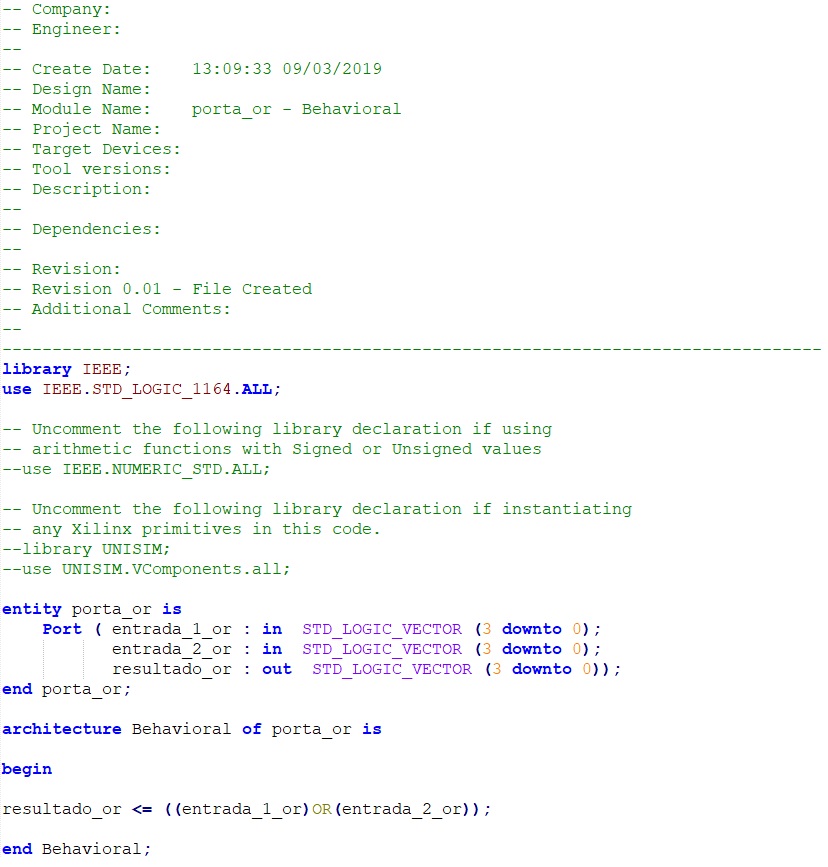 -- Company:
-- Engineer:
--
-- Create Date:    13:09:33 09/03/2019
-- Design Name:
-- Module Name:    porta_or - Behavioral
-- Project Name:
-- Target Devices:
-- Tool versions:
-- Description:
--
-- Dependencies:
--
-- Revision:
-- Revision 0.01 - File Created
-- Additional Comments:
--
----------------------------------------------------------------------------------
library IEEE;
use IEEE.STD_LOGIC_1164.ALL;

-- Uncomment the following library declaration if using
-- arithmetic functions with Signed or Unsigned values
--use IEEE.NUMERIC_STD.ALL;

-- Uncomment the following library declaration if instantiating
-- any Xilinx primitives in this code.
--library UNISIM;
--use UNISIM.VComponents.all;

entity porta_or is
    Port ( entrada_1_or : in  STD_LOGIC_VECTOR (3 downto 0);
           entrada_2_or : in  STD_LOGIC_VECTOR (3 downto 0);
           resultado_or : out  STD_LOGIC_VECTOR (3 downto 0));
end porta_or;

architecture Behavioral of porta_or is

begin

resultado_or <= ((entrada_1_or)OR(entrada_2_or));

end Behavioral;